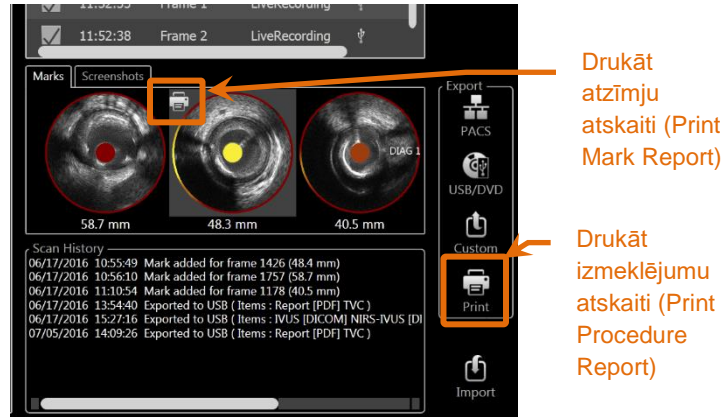 11:52:35 Frame 1 LiveRecording
11:52:38 Frame 2 LiveRecording
Marks Screenshots
DIAG 1
58.7 mm 48.3 mm 40.5 mm
Scan History
06/17/2016 10:55:49 Mark added for frame 1426 (48.4 mm)
06/17/2016 10:56:10 Mark added for frame 1757 (58.7 mm)
06/17/2016 11:10:54 Mark added for frame 1178 (40.5 mm)
06/17/2016 13:54:40 Exported to USB ( Items : Report [PDF] TVC )
06/17/2016 15:27:16 Exported to USB ( Items : IVUS [DICOM] NIRS-IVUS [DI
07/05/2016 14:09:26 Exported to USB ( Items : Report [PDF] TVC )
Export
PACS
USB/DVD
Custom
Print
Import
Drukāt
atzīmju
atskaiti (Print
Mark Report)
Drukāt
izmeklējumu
atskaiti (Print
Procedure
Report)